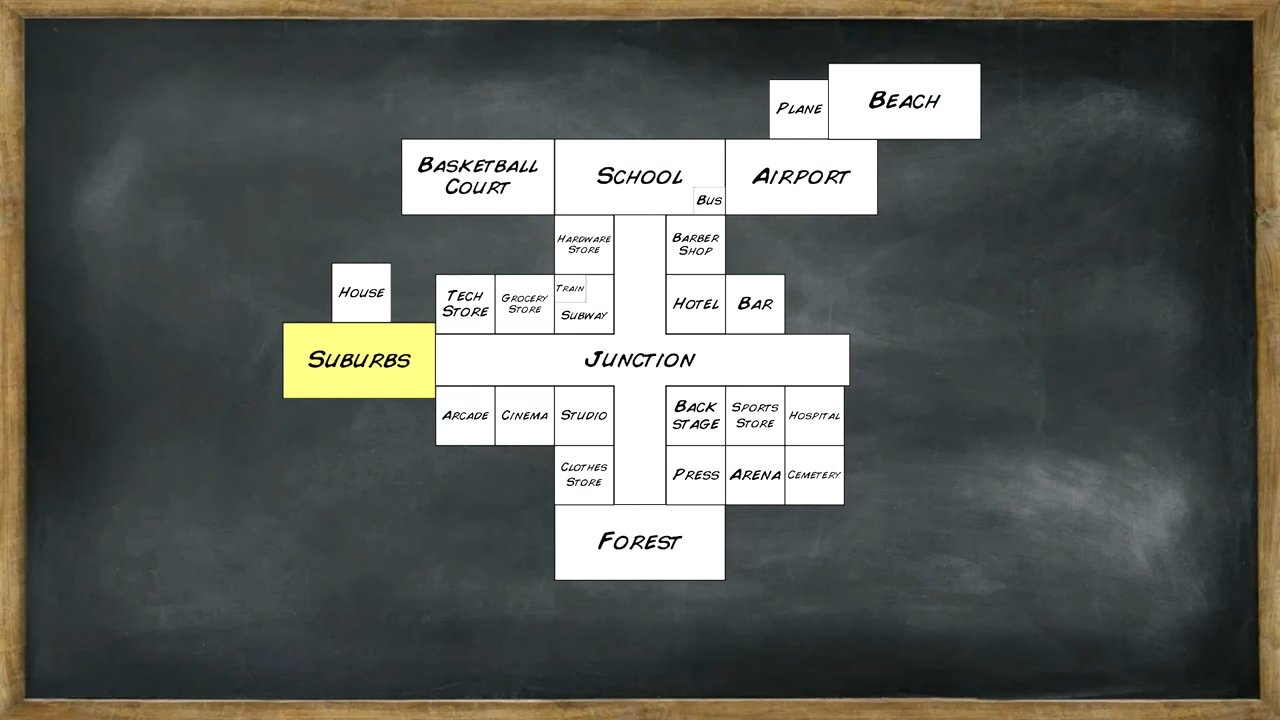 Beach
Plane
Basketball
Court
School
Airport
Bus
Hardware
Store
Barber
Shop
House
Tech
Store
Grocery
Store
Train
Subway
Hotel
Bar
Suburbs
Junction
Arcade
Cinema
Studio
Back
stage
Sports
Store
Hospital
Clothes
Store
Press
Arena
Cemetery
Forest